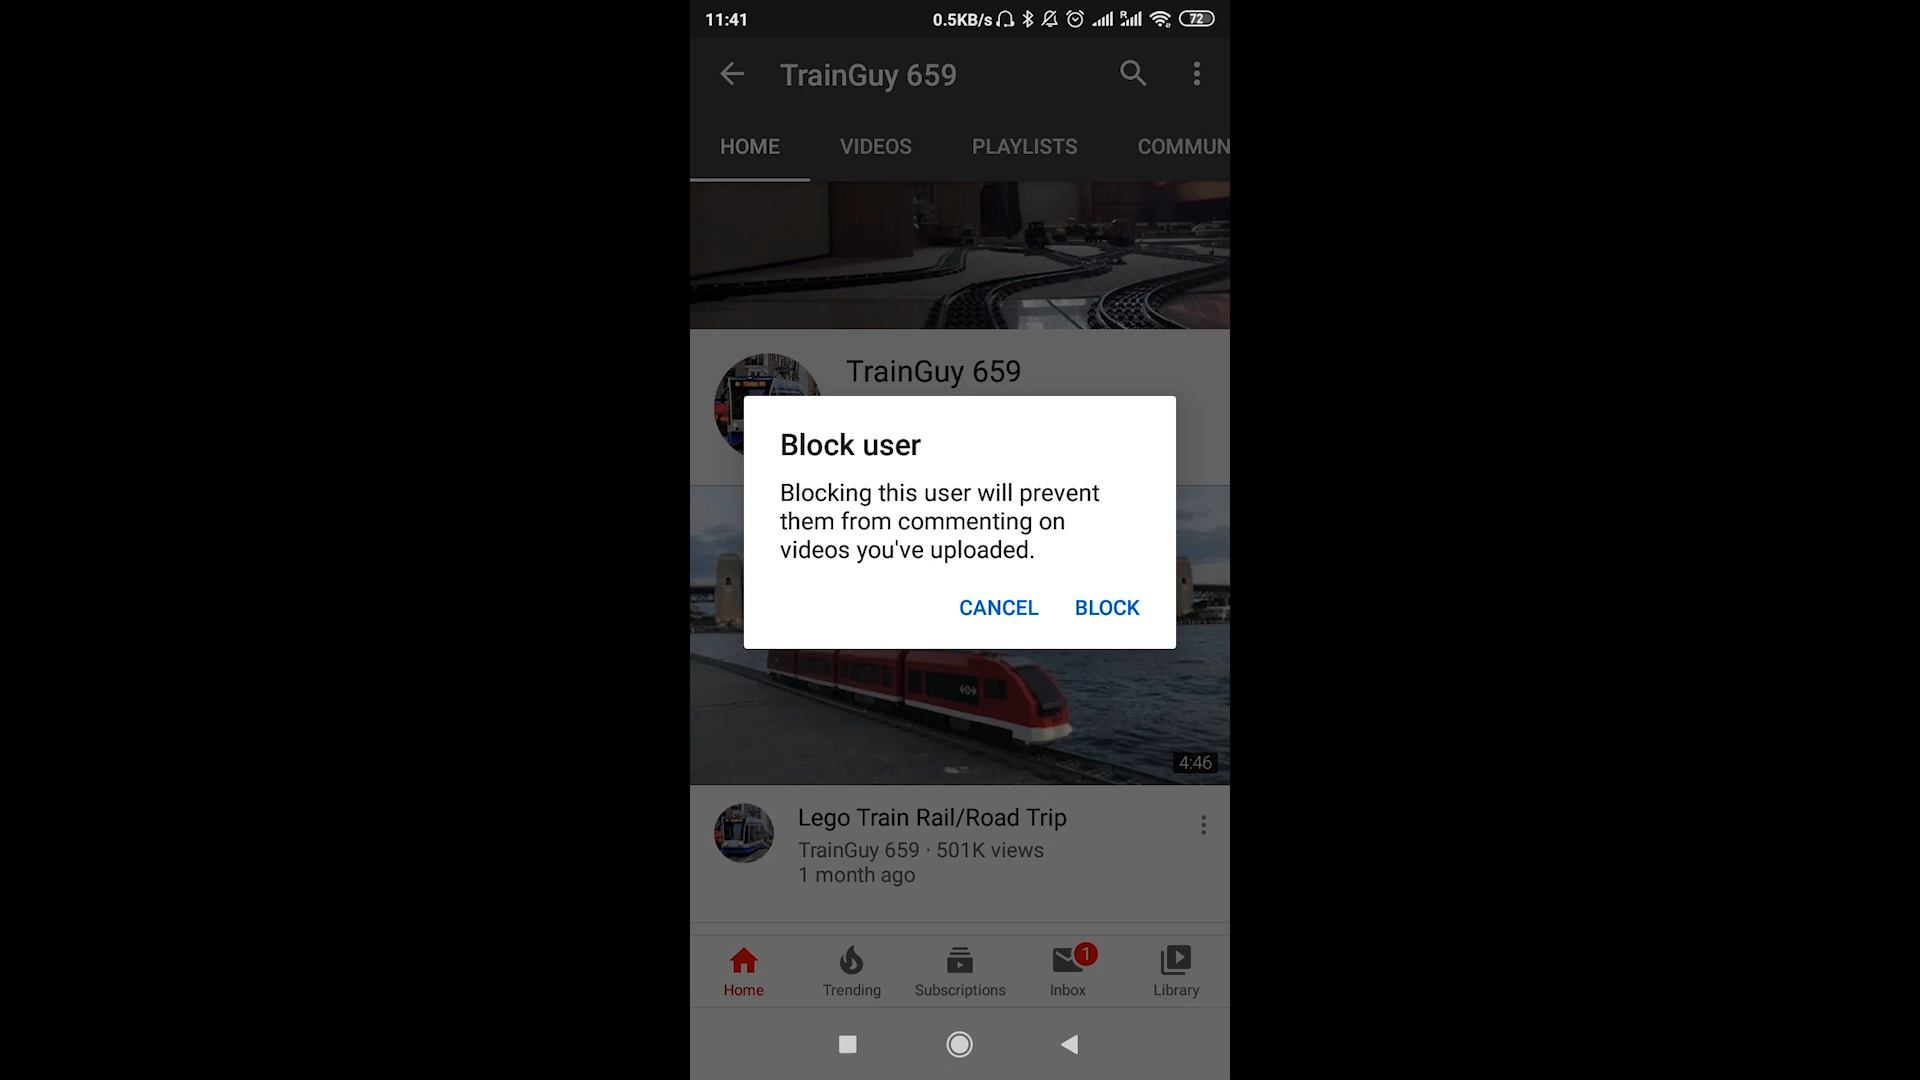 11:41
0.5KB/s
R
72
TrainGuy 659
HOME
VIDEOS
PLAYLISTS
COMMUN
TrainGuy 659
Block user
Blocking this user will prevent
them from commenting on
videos you've uploaded.
CANCEL
BLOCK
4:46
Lego Train Rail/Road Trip
TrainGuy 659 · 501K views
1 month ago
1
Home
Trending
Subscriptions
Inbox
Library